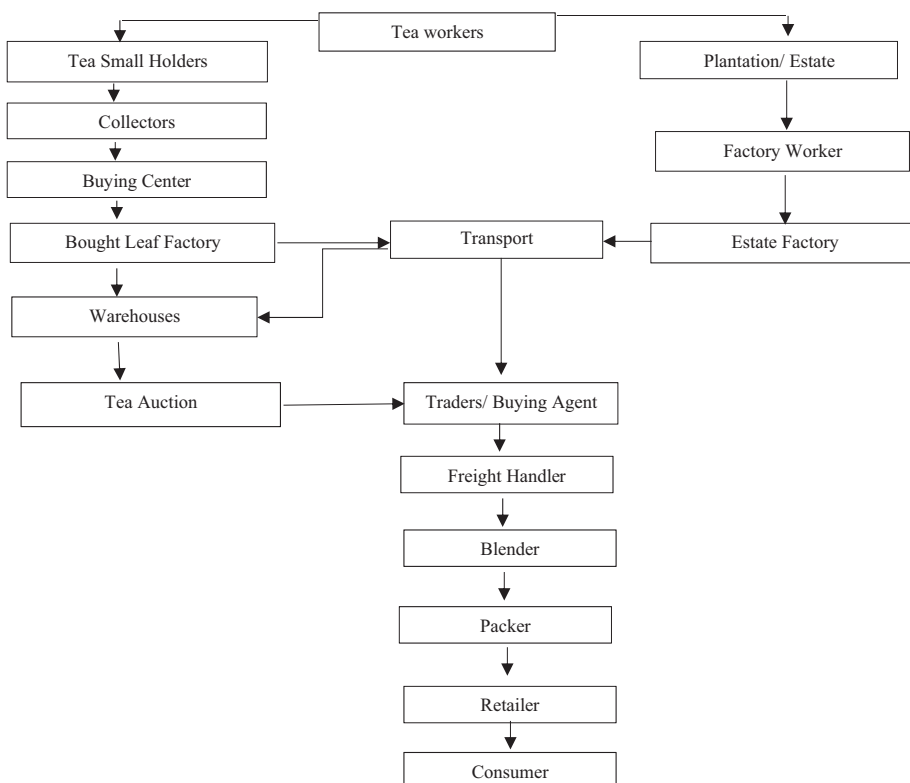 Tea workers
Tea Small Holders
Plantation/ Estate
Collectors
Factory Worker
Buying Center
Bought Leaf Factory
Transport
Estate Factory
Warehouses
Tea Auction
Traders/ Buying Agent
Freight Handler
Blender
Packer
Retailer
Consumer